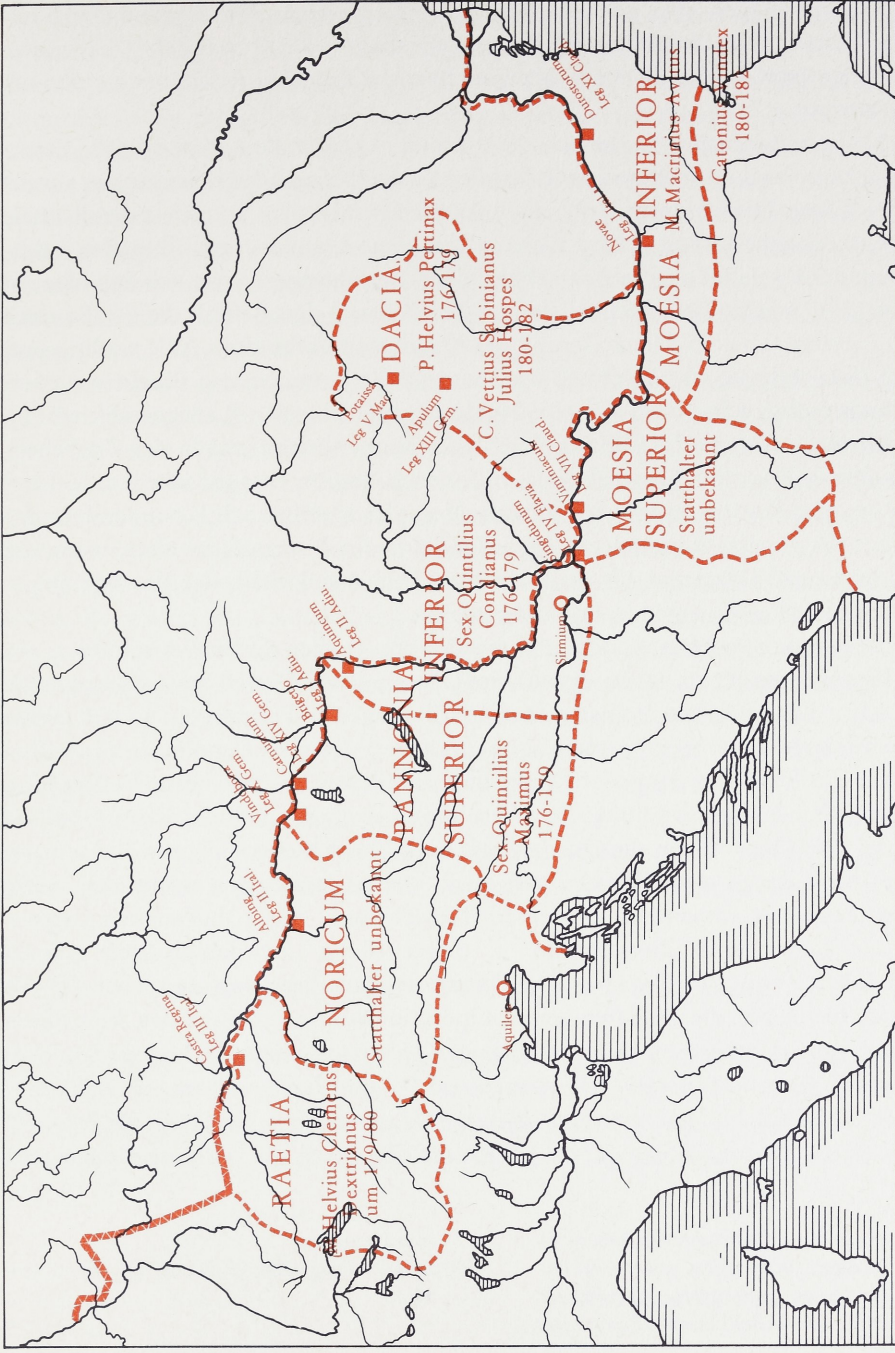 Castra Regina
Leg III Ital.
RAETIA
Helvius Clemens
Dextrianus
um 179/80
Albing
Leg II Ital.
NORICUM
Statthalter unbekannt
Aquileia
Vindobona
Leg X Gem.
Carnuntum
Leg XIV Gem.
Brigetio
Leg I Adiu.
Aquincum
Leg II Adiu.
PANNONIA
SUPERIOR
Sex. Quintilius
Maximus
176-179
INFERIOR
Sex. Quintilius
Condianus
176-179
Sirmium
Singidunum
Leg IV Flavia
Viminiacum
Leg VII Claud.
MOESIA
SUPERIOR
Statthalter
unbekannt
Potaissa
Leg V Mac.
Apulum
Leg XIII Gem.
DACIA
P. Helvius Pertinax
176-179
C. Vettius Sabinianus
Julius Hospes
180-182
Novae
Leg I Ital.
Durostorum
Leg XI Claud.
MOESIA INFERIOR
M Macrinius Avitus
Catonius Vindex
180-182